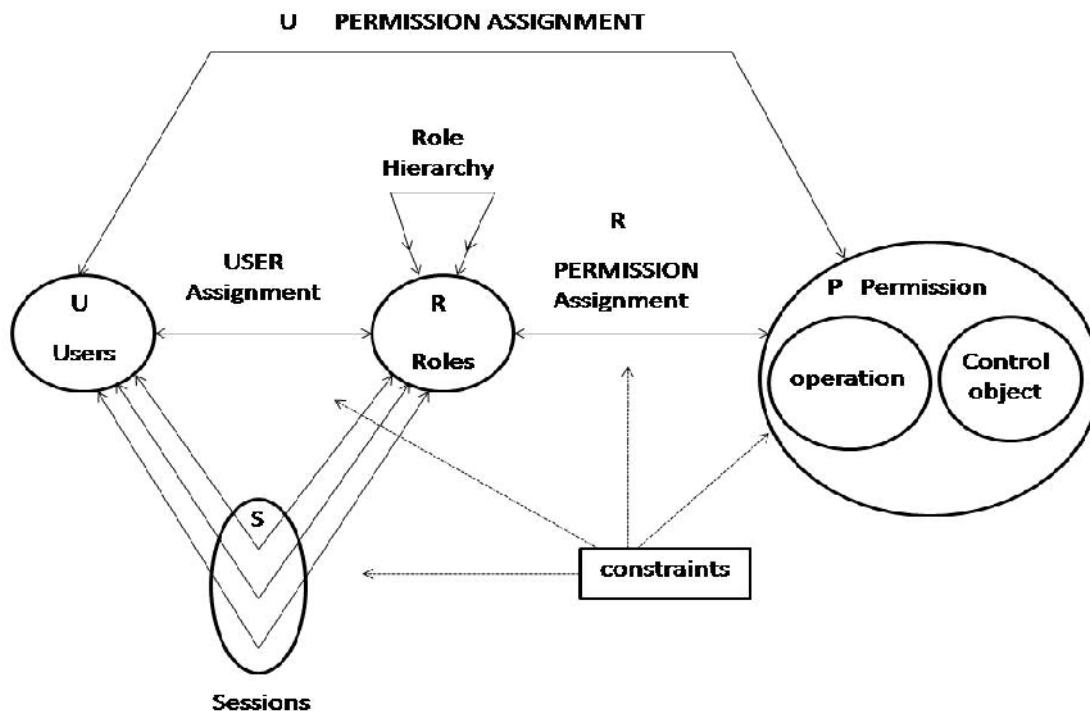 U PERMISSION ASSIGNMENT
Role
Hierarchy
R
USER
Assignment
PERMISSION
Assignment
U
Users
R
Roles
P Permission
operation
Control
object
S
constraints
Sessions